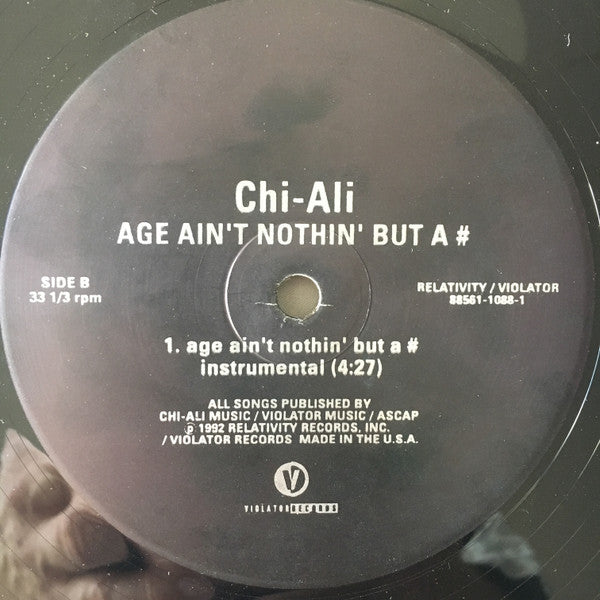 Chi-Ali
AGE AIN'T NOTHIN' BUT A #
SIDE B
33 1/3 rpm
RELATIVITY / VIOLATOR
88561-1088-1
1. age ain't nothin' but a #
instrumental (4:27)
ALL SONGS PUBLISHED BY
CHI-ALI MUSIC / VIOLATOR MUSIC / ASCAP
℗ 1992 RELATIVITY RECORDS, INC.
/ VIOLATOR RECORDS MADE IN THE U.S.A.
V
VIOLATOR RECORDS